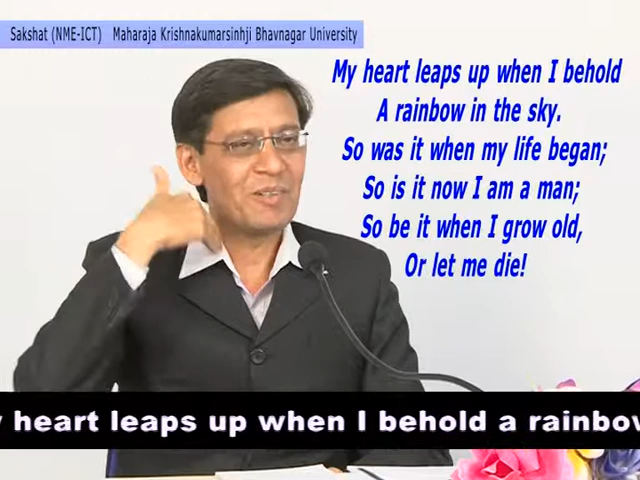 Sakshat (NME-ICT) Maharaja Krishnakumarsinhji Bhavnagar University
My heart leaps up when I behold
A rainbow in the sky.
So was it when my life began;
So is it now I am a man;
So be it when I grow old,
Or let me die!
heart leaps up when I behold a rainbow